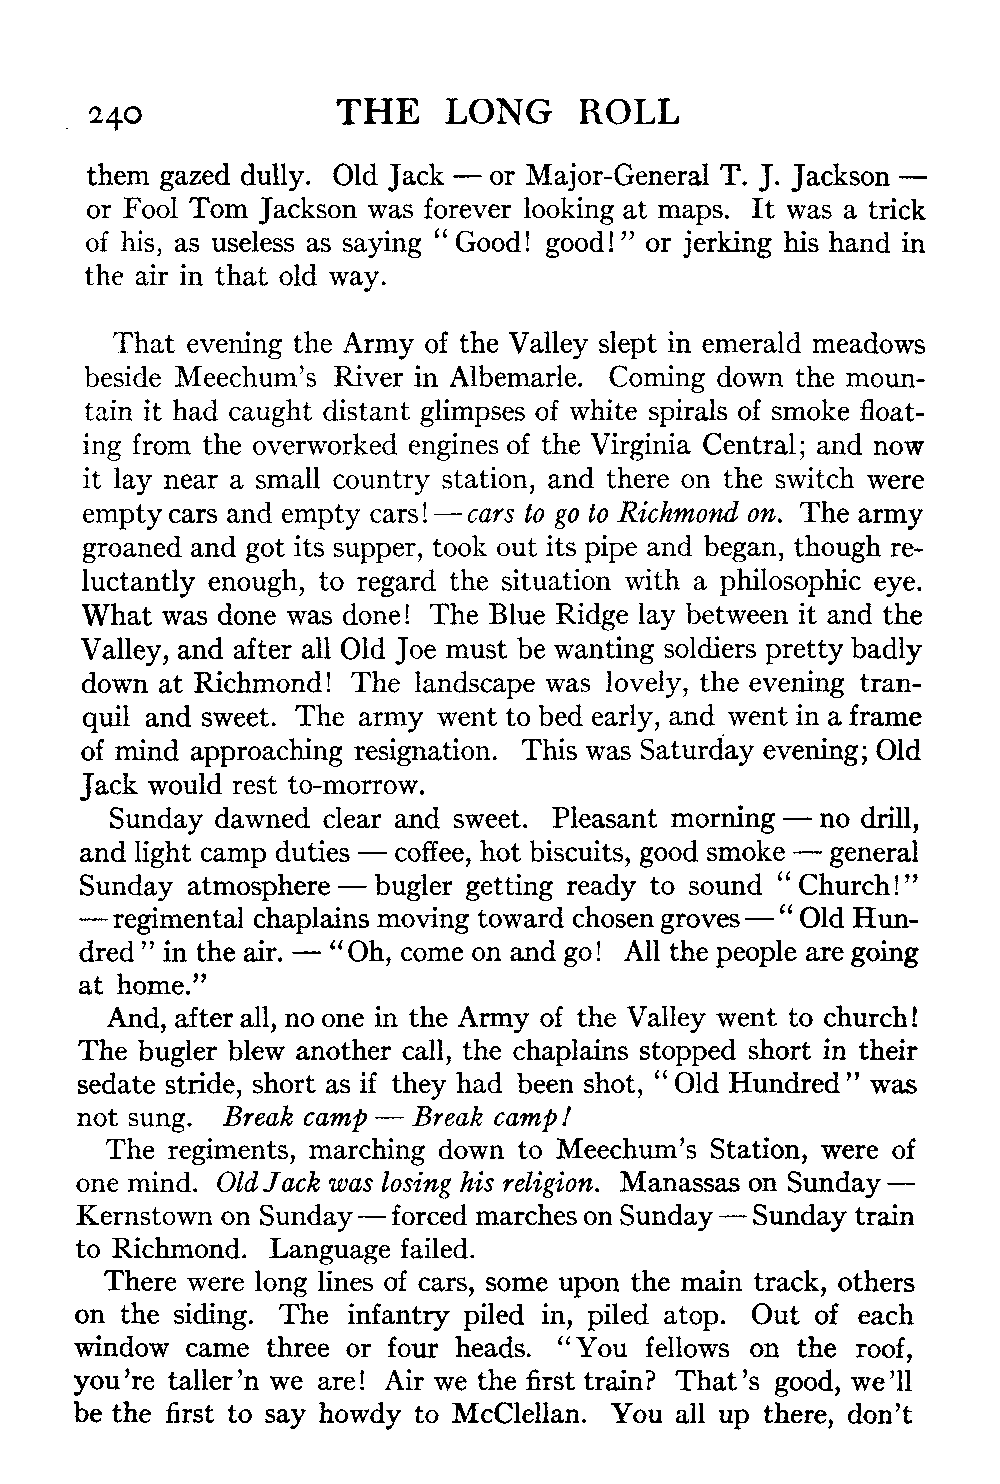 240 THE LONG ROLL
them gazed dully. Old Jack — or Major-General T. J. Jackson —
or Fool Tom Jackson was forever looking at maps. It was a trick
of his, as useless as saying “Good! good!” or jerking his hand in
the air in that old way.
That evening the Army of the Valley slept in emerald meadows
beside Meechum's River in Albemarle. Coming down the moun-
tain it had caught distant glimpses of white spirals of smoke float-
ing from the overworked engines of the Virginia Central; and now
it lay near a small country station, and there on the switch were
empty cars and empty cars! — cars to go to Richmond on. The army
groaned and got its supper, took out its pipe and began, though re-
luctantly enough, to regard the situation with a philosophic eye.
What was done was done! The Blue Ridge lay between it and the
Valley, and after all Old Joe must be wanting soldiers pretty badly
down at Richmond! The landscape was lovely, the evening tran-
quil and sweet. The army went to bed early, and went in a frame
of mind approaching resignation. This was Saturday evening; Old
Jack would rest to-morrow.
Sunday dawned clear and sweet. Pleasant morning — no drill,
and light camp duties — coffee, hot biscuits, good smoke — general
Sunday atmosphere — bugler getting ready to sound “Church!”
— regimental chaplains moving toward chosen groves — “Old Hun-
dred” in the air. — “Oh, come on and go! All the people are going
at home.”
And, after all, no one in the Army of the Valley went to church!
The bugler blew another call, the chaplains stopped short in their
sedate stride, short as if they had been shot, “Old Hundred” was
not sung. Break camp — Break camp!
The regiments, marching down to Meechum's Station, were of
one mind. Old Jack was losing his religion. Manassas on Sunday —
Kernstown on Sunday — forced marches on Sunday — Sunday train
to Richmond. Language failed.
There were long lines of cars, some upon the main track, others
on the siding. The infantry piled in, piled atop. Out of each
window came three or four heads. “You fellows on the roof,
you're taller'n we are! Air we the first train? That's good, we'll
be the first to say howdy to McClellan. You all up there, don't